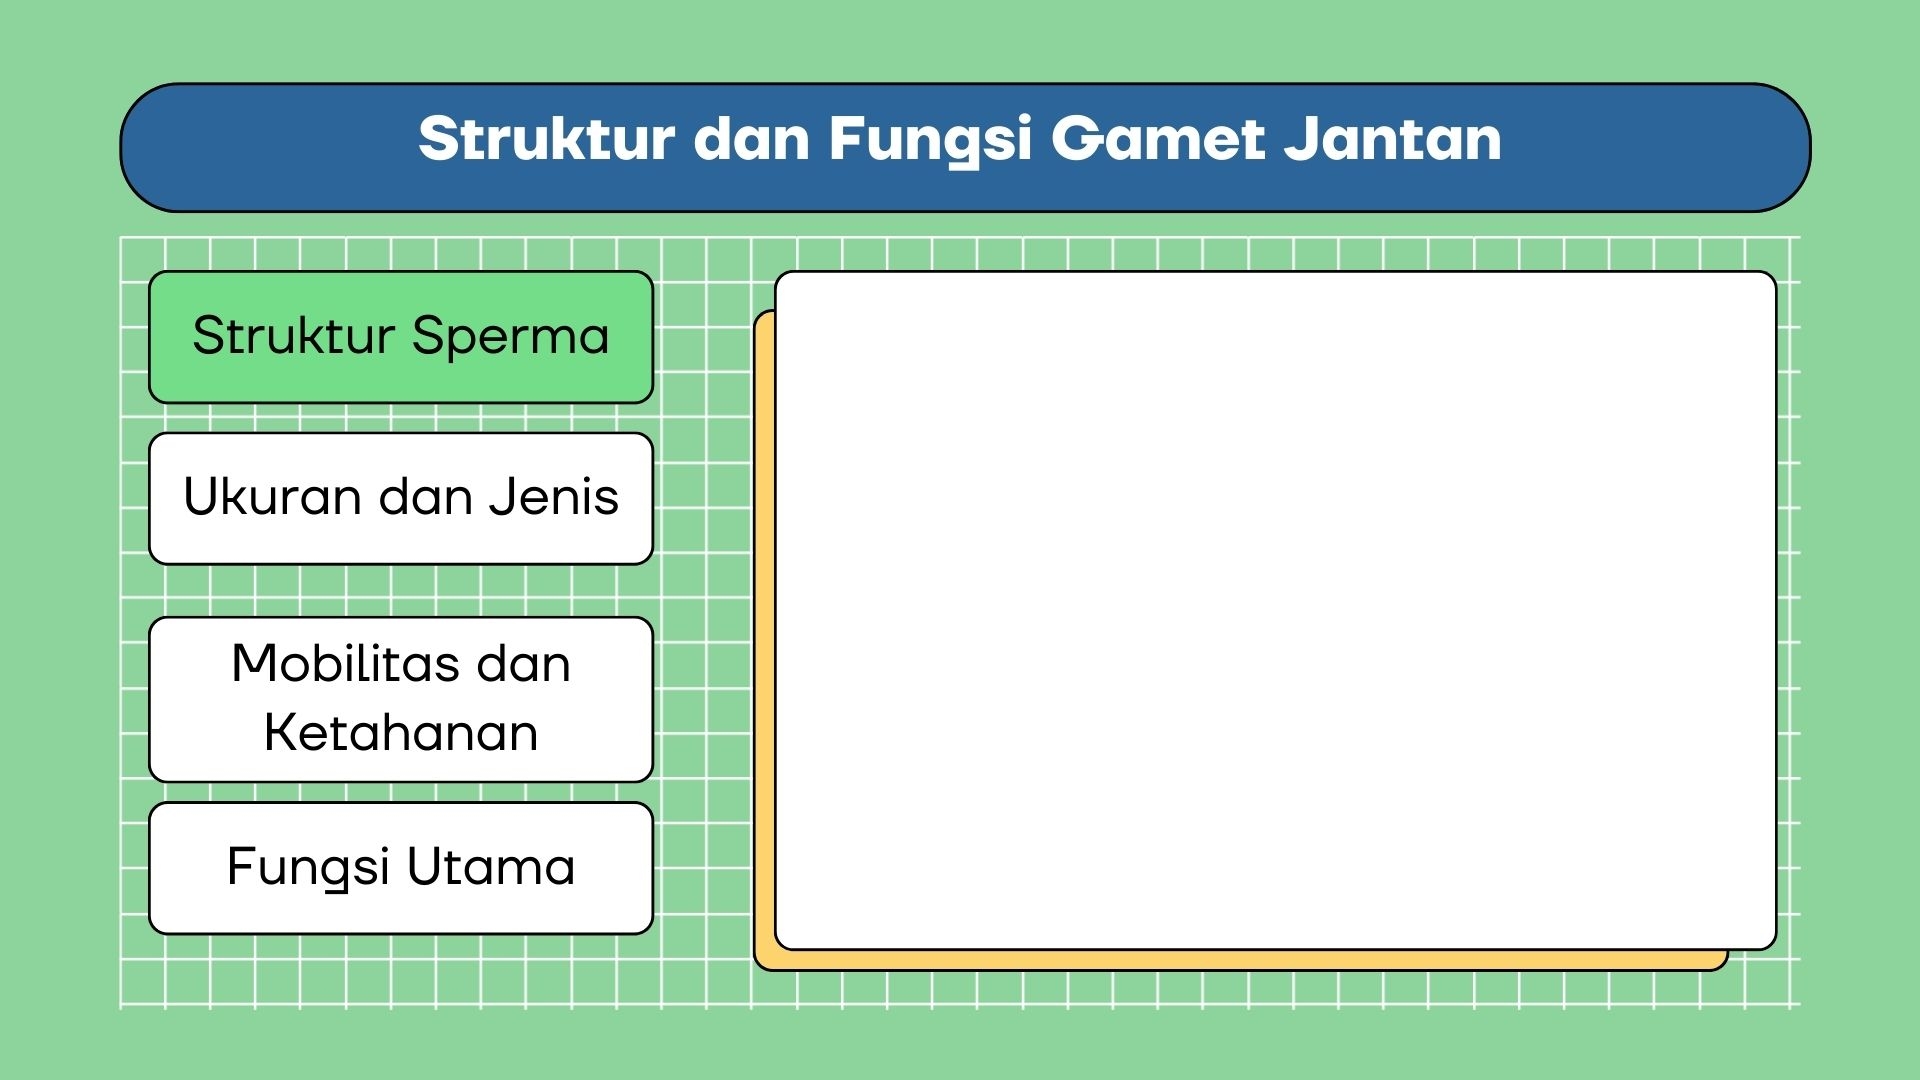 Struktur dan Fungsi Gamet Jantan
Struktur Sperma
Ukuran dan Jenis
Mobilitas dan
Ketahanan
Fungsi Utama